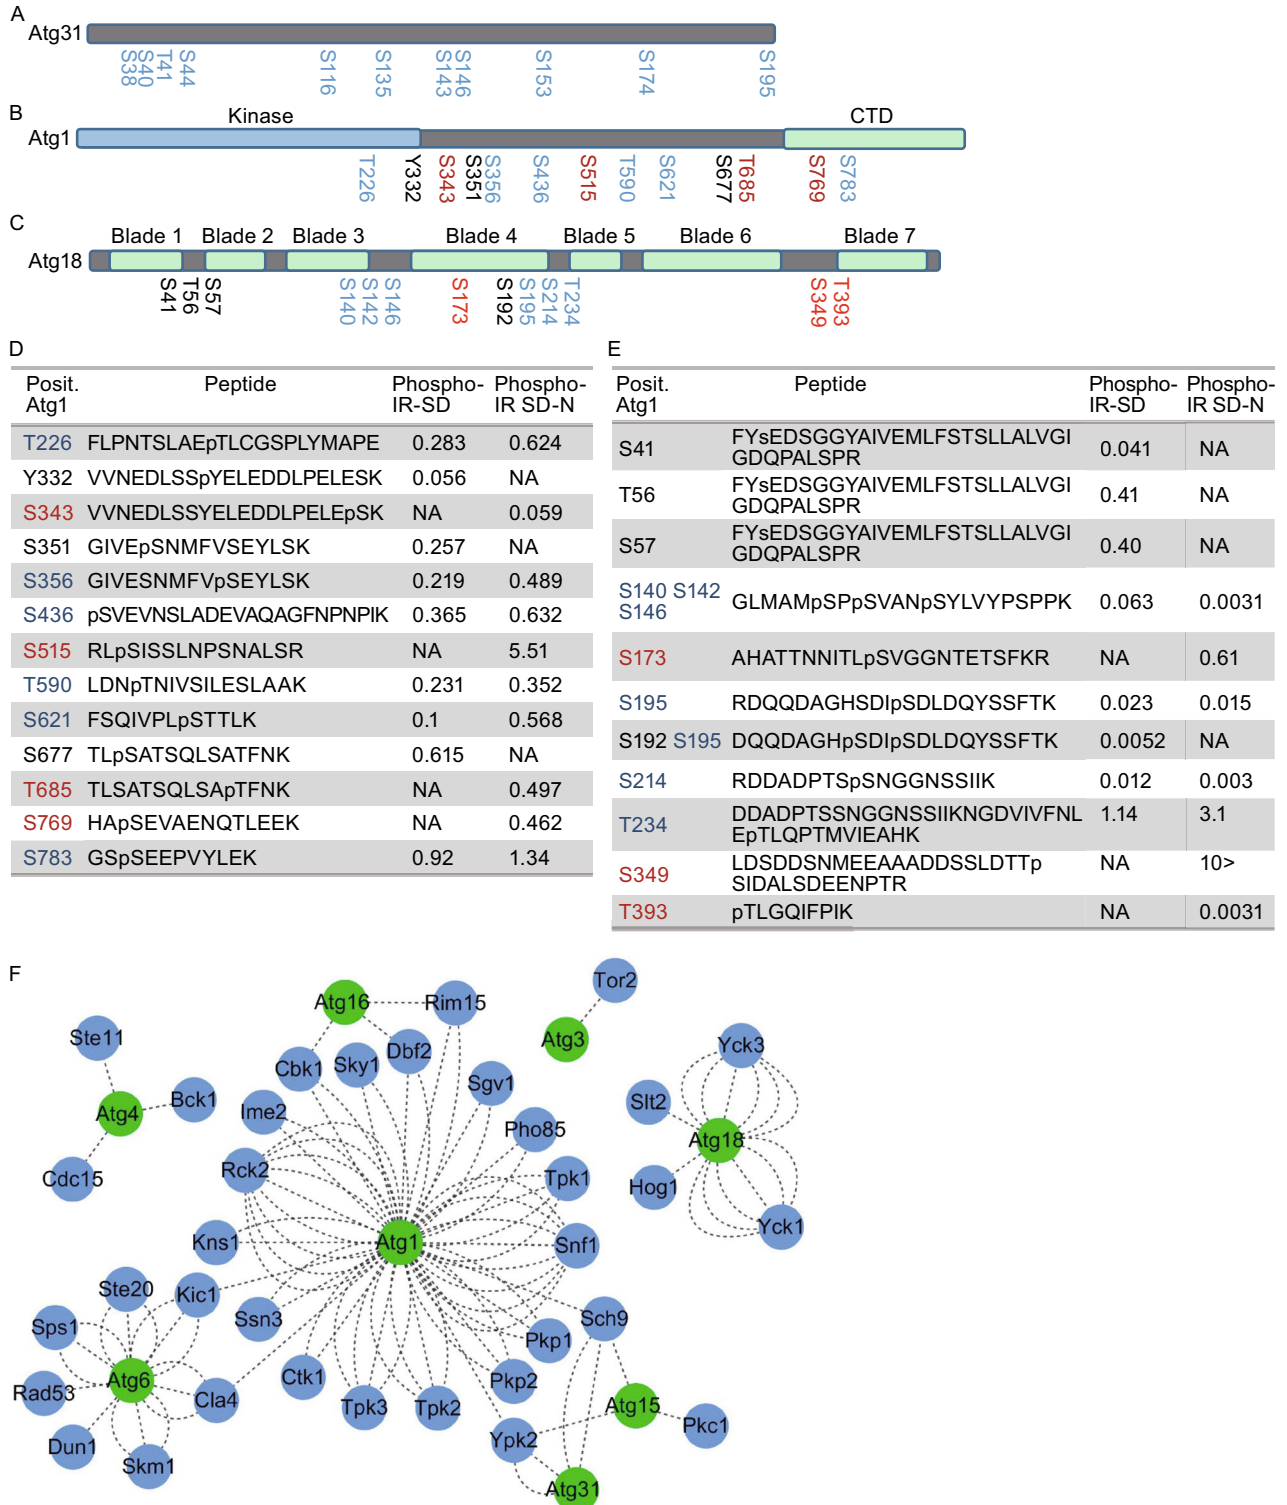 A
Atg31
S38 S40 T41 S44 S116 S135 S143 S146 S153 S174 S195
B
Kinase CTD
Atg1
T226 Y332 S343 S351 S356 S436 S515 T590 S621 S677 T685 S769 S783
C
Blade 1 Blade 2 Blade 3 Blade 4 Blade 5 Blade 6 Blade 7
Atg18
S41 T56 S57 S140 S142 S146 S173 S192 S195 S214 T234 S349 T393
D
Posit. Peptide Phospho- Phospho-
Atg1 IR-SD IR SD-N
T226 FLPNTSLAEpTLCGSPLYMAPE 0.283 0.624
Y332 VVNEDLSSpYELEDDLPELESK 0.056 NA
S343 VVNEDLSSYELEDDLPELEpSK NA 0.059
S351 GIVEpSNMFVSEYLSK 0.257 NA
S356 GIVESNMFVpSEYLSK 0.219 0.489
S436 pSVEVNSLADEVAQAGFNPNPIK 0.365 0.632
S515 RLpSISSLNPSNALSR NA 5.51
T590 LDNpTNIVSILESLAAK 0.231 0.352
S621 FSQIVPLpSTTLK 0.1 0.568
S677 TLpSATSQLSATFNK 0.615 NA
T685 TLSATSQLSApTFNK NA 0.497
S769 HApSEVAENQTLEEK NA 0.462
S783 GSpSEEPVYLEK 0.92 1.34
E
Posit. Peptide Phospho- Phospho-
Atg1 IR-SD IR SD-N
S41 FYsEDSGGYAIVEMLFSTSLLALVGI 0.041 NA
GDQPALSPR
T56 FYsEDSGGYAIVEMLFSTSLLALVGI 0.41 NA
GDQPALSPR
S57 FYsEDSGGYAIVEMLFSTSLLALVGI 0.40 NA
GDQPALSPR
S140 S142 GLMAMpSPpSVANpSYLVYPSPPK 0.063 0.0031
S146
S173 AHATTNNITLpSVGGNTETSFKR NA 0.61
S195 RDQQDAGHSDIpSDLDQYSSFTK 0.023 0.015
S192 S195 DQQDAGHpSDIpSDLDQYSSFTK 0.0052 NA
S214 RDDADPTSpSNGGNSSIIK 0.012 0.003
T234 DDADPTSSNGGNSSIIKNGDVIVFNL 1.14 3.1
EpTLQPTMVIEAHK
S349 LDSDDSNMEEAAADDSSLDTTp NA 10>
SIDALSDEENPTR
T393 pTLGQIFPIK NA 0.0031
F
Tor2
Atg16 Rim15
Ste11 Atg3
Cbk1 Sky1 Dbf2 Yck3
Sgv1
Bck1 Slt2
Atg4 Ime2
Pho85 Atg18
Cdc15 Rck2 Tpk1
Hog1
Kns1 Atg1 Snf1 Yck1
Ste20 Kic1
Sps1 Ssn3 Sch9
Pkp1
Rad53 Atg6 Cla4 Ctk1 Pkp2
Tpk3 Tpk2 Atg15
Pkc1
Dun1 Ypk2
Skm1
Atg31